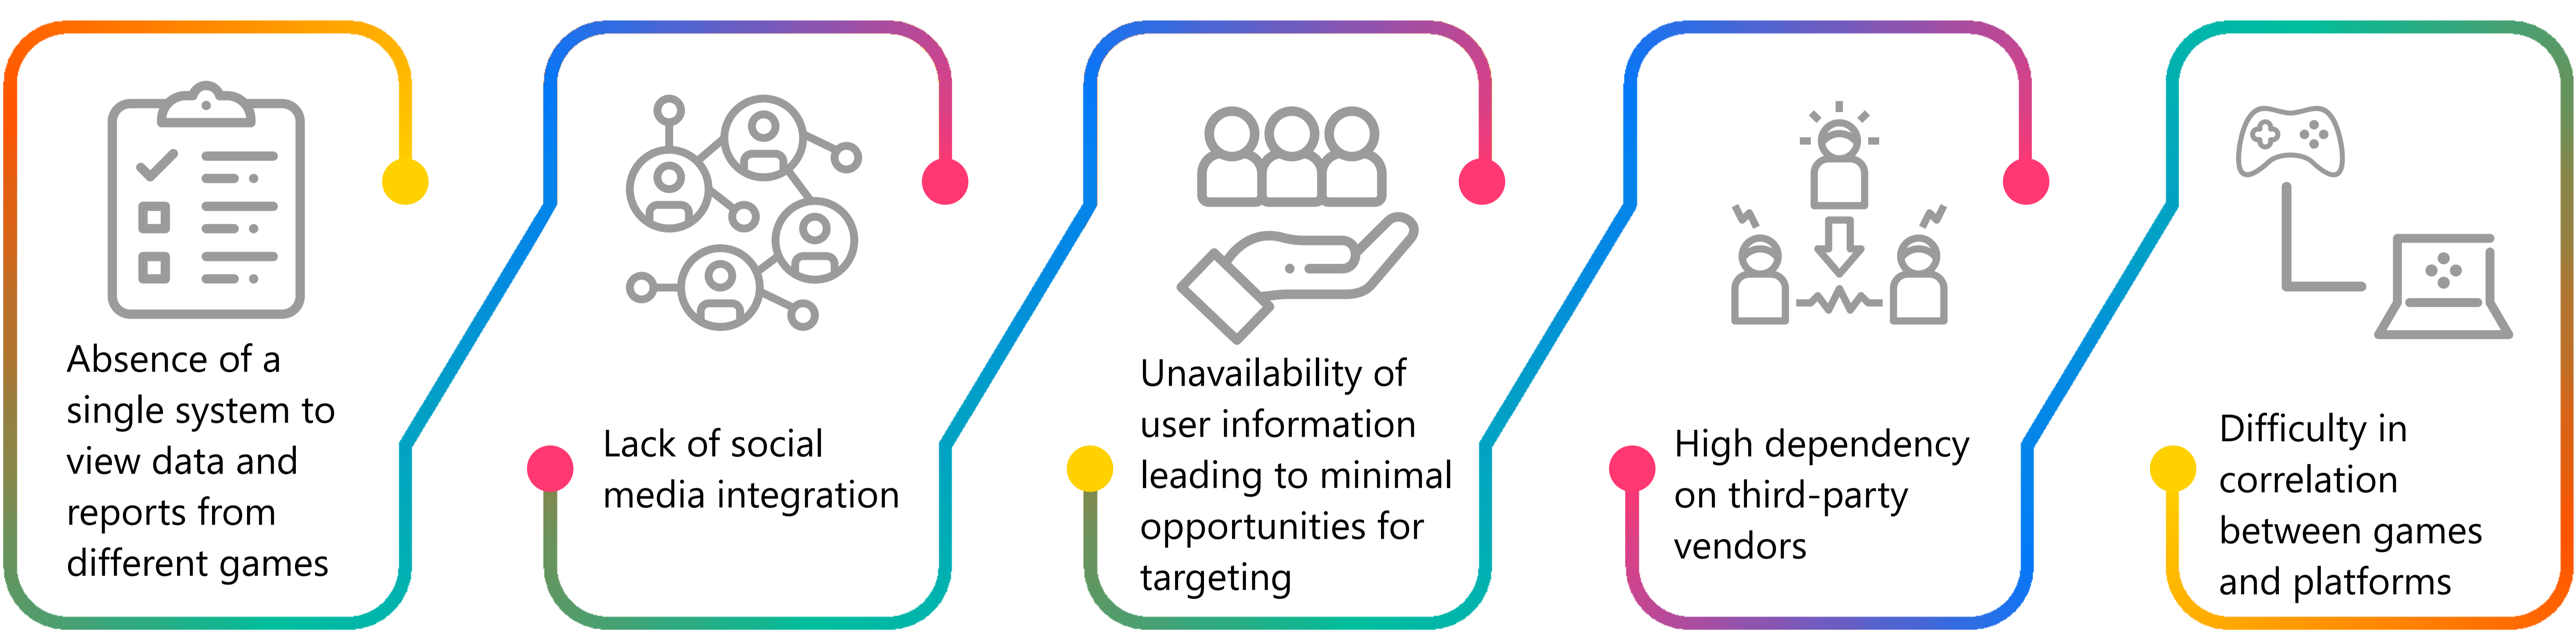 Absence of a
single system to
view data and
reports from
different games
Lack of social
media integration
Unavailability of
user information
leading to minimal
opportunities for
targeting
High dependency
on third-party
vendors
Difficulty in
correlation
between games
and platforms